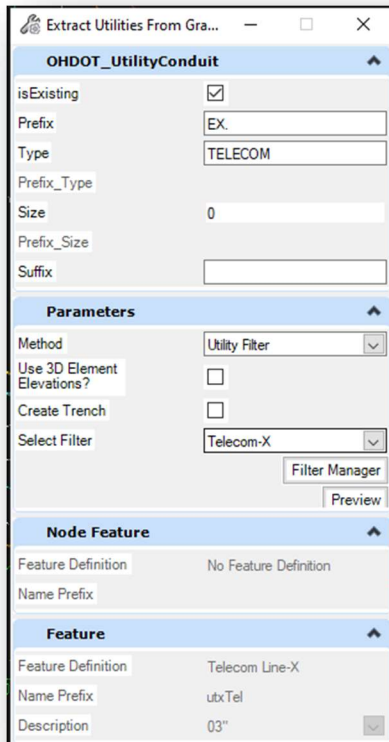 Extract Utilities From Gra...
OHDOT_UtilityConduit
isExisting
Prefix EX.
Type TELECOM
Prefix_Type
Size 0
Prefix_Size
Suffix
Parameters
Method Utility Filter
Use 3D Element
Elevations?
Create Trench
Select Filter Telecom-X
Filter Manager
Preview
Node Feature
Feature Definition No Feature Definition
Name Prefix
Feature
Feature Definition Telecom Line-X
Name Prefix utxTel
Description 03"